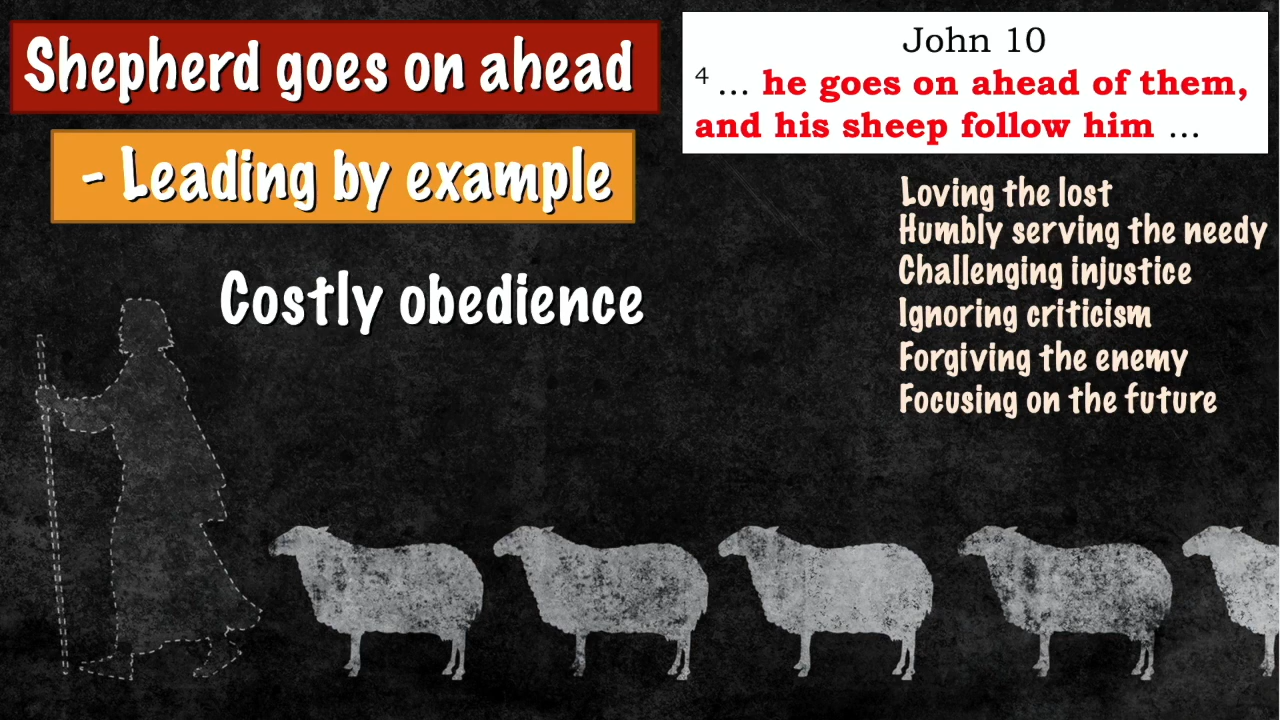 Shepherd goes on ahead
- Leading by example
John 10
4 ... he goes on ahead of them,
and his sheep follow him ...
Costly obedience
Loving the lost
Humbly serving the needy
Challenging injustice
Ignoring criticism
Forgiving the enemy
Focusing on the future